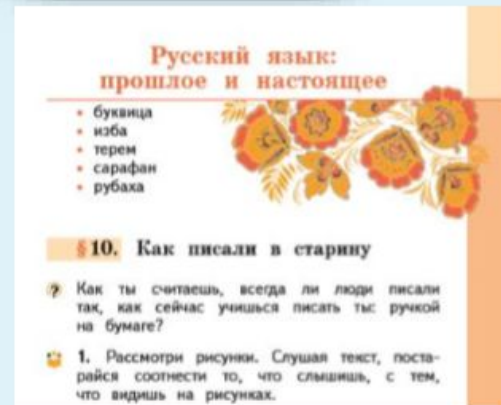 Русский язык:
прошлое и настоящее
• буквица
• изба
• терем
• сарафан
• рубаха
§ 10. Как писали в старину
? Как ты считаешь, всегда ли люди писали
так, как сейчас учишься писать ты: ручкой
на бумаге?
1. Рассмотри рисунки. Слушая текст, поста-
райся соотнести то, что слышишь, с тем,
что видишь на рисунках.